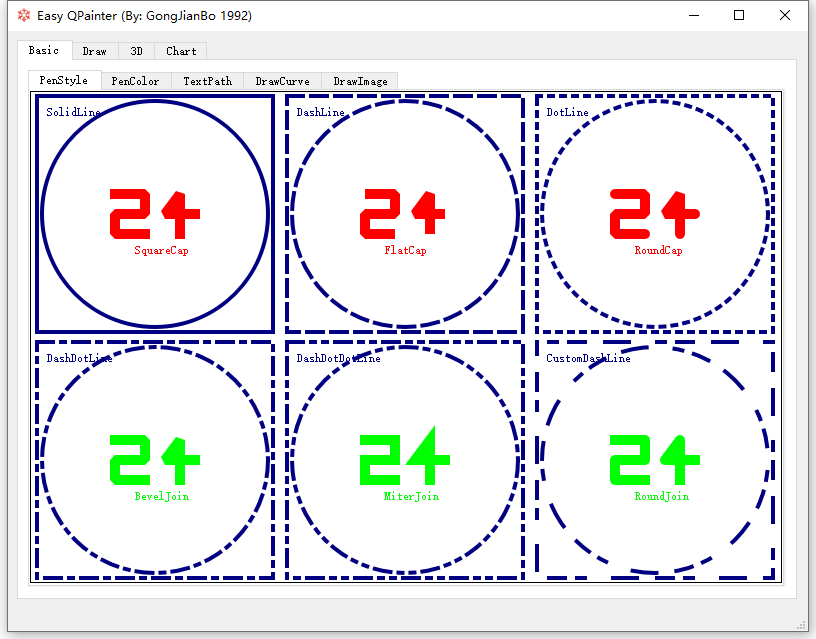 Easy QPainter (By: GongJianBo 1992)
Basic Draw 3D Chart
PenStyle PenColor TextPath DrawCurve DrawImage
SolidLine DashLine DotLine
24 24 24
SquareCap FlatCap RoundCap
DashDotLine DashDotDotLine CustomDashLine
24 24 24
BevelJoin MiterJoin RoundJoin